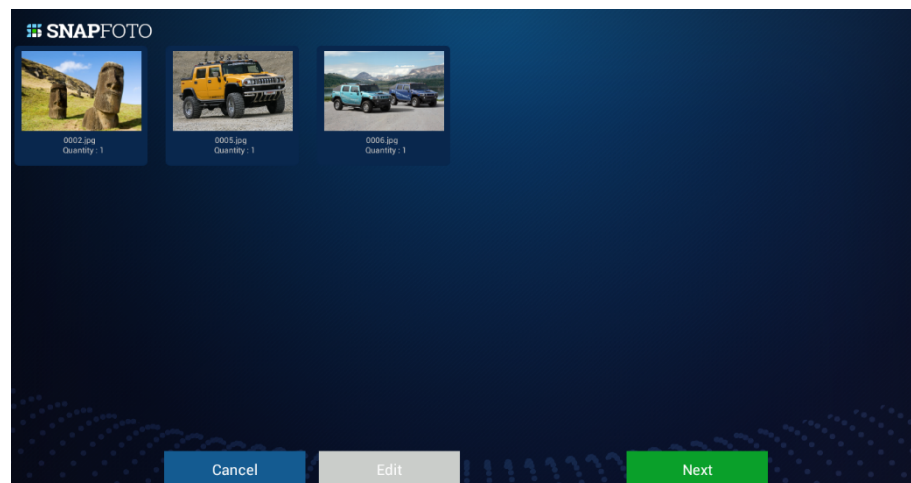 SNAPFOTO
0002.jpg
Quantity : 1
0005.jpg
Quantity : 1
0006.jpg
Quantity : 1
Cancel
Edit
Next